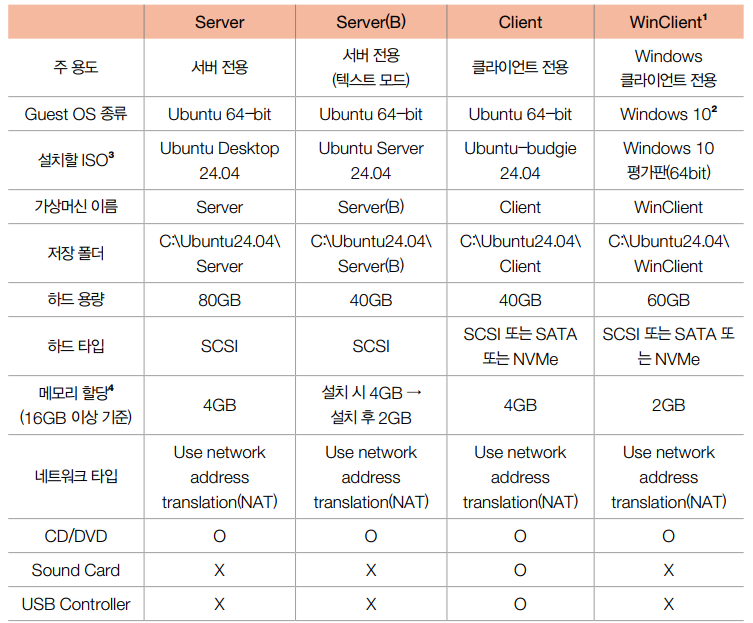 Server Server(B) Client WinClient¹
주 용도 서버 전용 서버 전용 (텍스트 모드) 클라이언트 전용 Windows 클라이언트 전용
Guest OS 종류 Ubuntu 64-bit Ubuntu 64-bit Ubuntu 64-bit Windows 10²
설치할 ISO³ Ubuntu Desktop 24.04 Ubuntu Server 24.04 Ubuntu-budgie 24.04 Windows 10 평가판(64bit)
가상머신 이름 Server Server(B) Client WinClient
저장 폴더 C:\Ubuntu24.04\ Server C:\Ubuntu24.04\ Server(B) C:\Ubuntu24.04\ Client C:\Ubuntu24.04\ WinClient
하드 용량 80GB 40GB 40GB 60GB
하드 타입 SCSI SCSI SCSI 또는 SATA 또는 NVMe SCSI 또는 SATA 또는 NVMe
메모리 할당⁴ (16GB 이상 기준) 4GB 설치 시 4GB → 설치 후 2GB 4GB 2GB
네트워크 타입 Use network address translation(NAT) Use network address translation(NAT) Use network address translation(NAT) Use network address translation(NAT)
CD/DVD O O O O
Sound Card X X O X
USB Controller X X O X